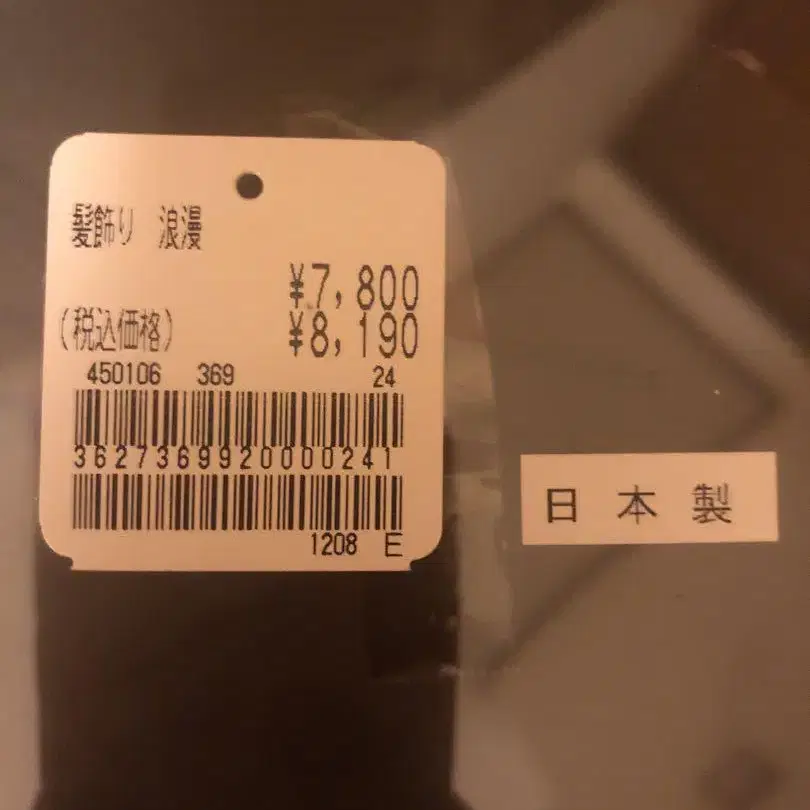 髪飾り 浪漫
¥7,800
(税込価格) ¥8,190
450106 369 24
3627369920000241
1208 E
日本製